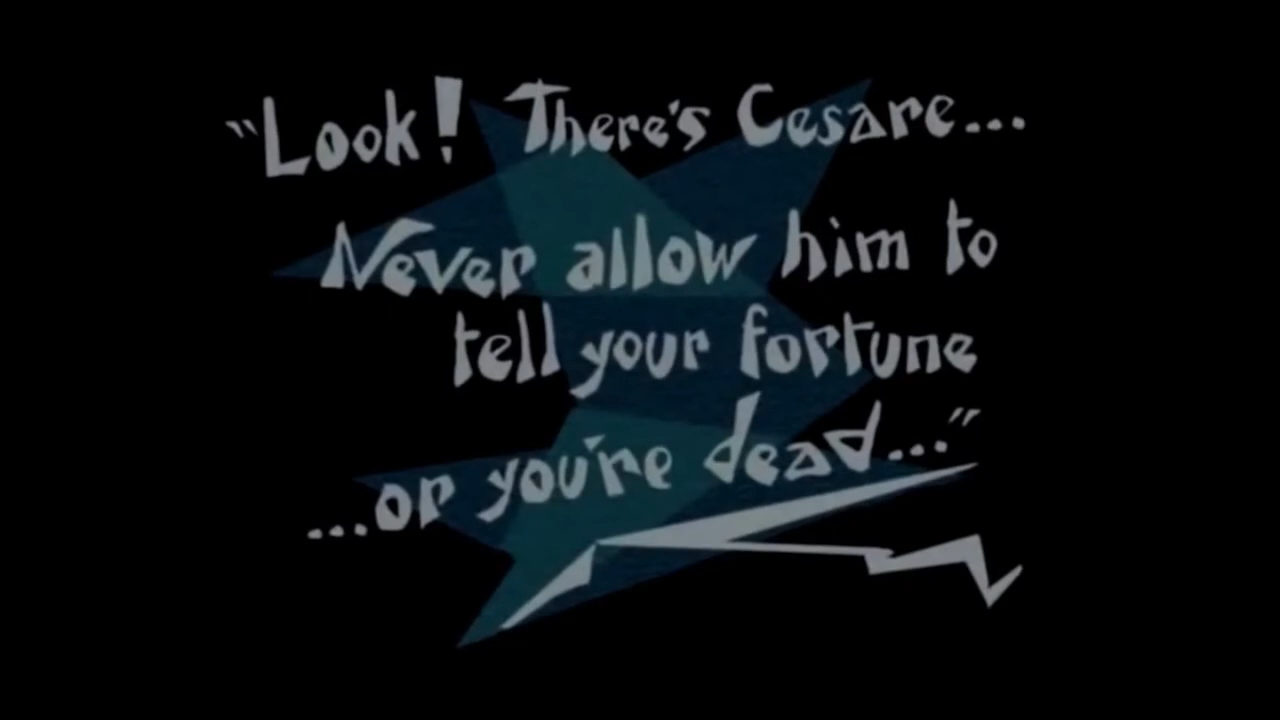 “Look! There's Cesare...
Never allow him to
tell your fortune
...or you're dead...”